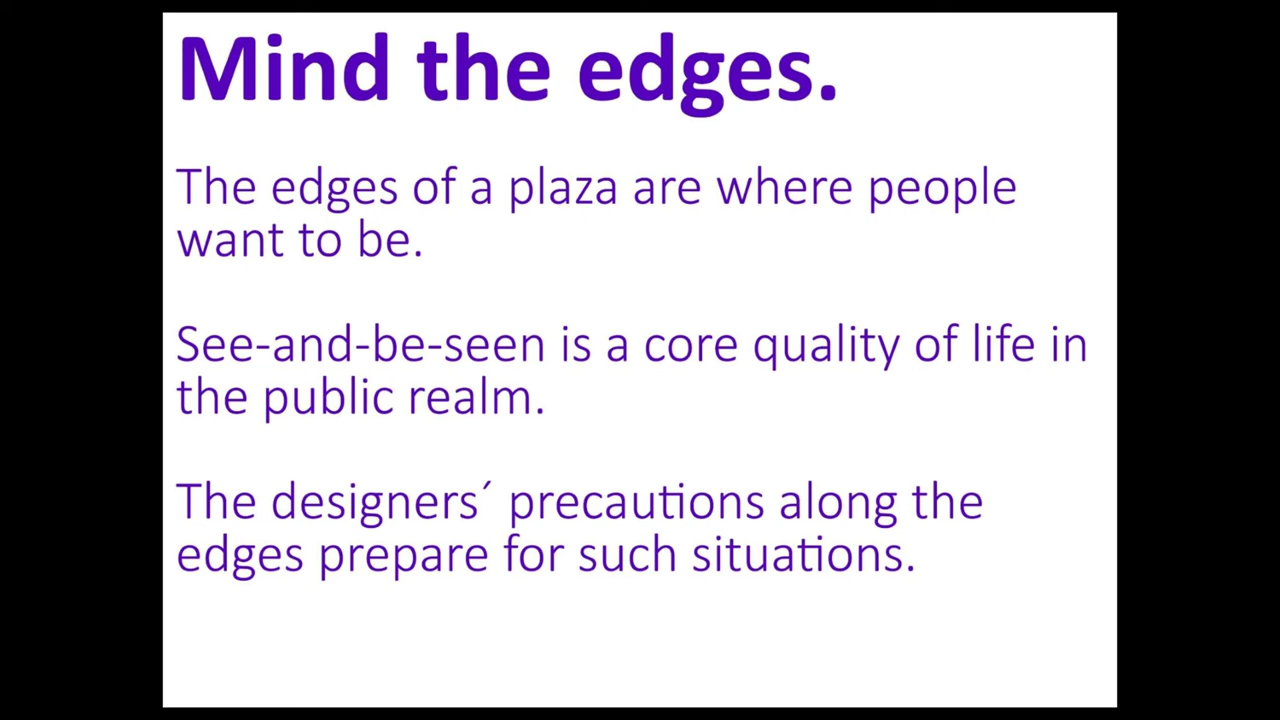 Mind the edges.
The edges of a plaza are where people
want to be.
See-and-be-seen is a core quality of life in
the public realm.
The designers´ precautions along the
edges prepare for such situations.